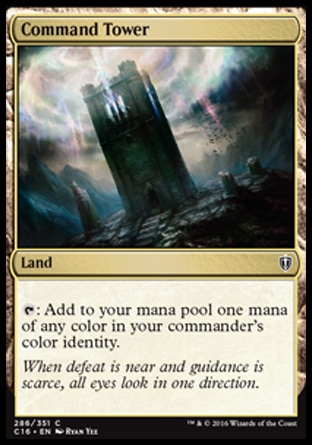 Command Tower
Land
: Add to your mana pool one mana
of any color in your commander's
color identity.
When defeat is near and guidance is
scarce, all eyes look in one direction.
286/351 C
C16 • EN Ryan Yee
™ & © 2016 Wizards of the Coast